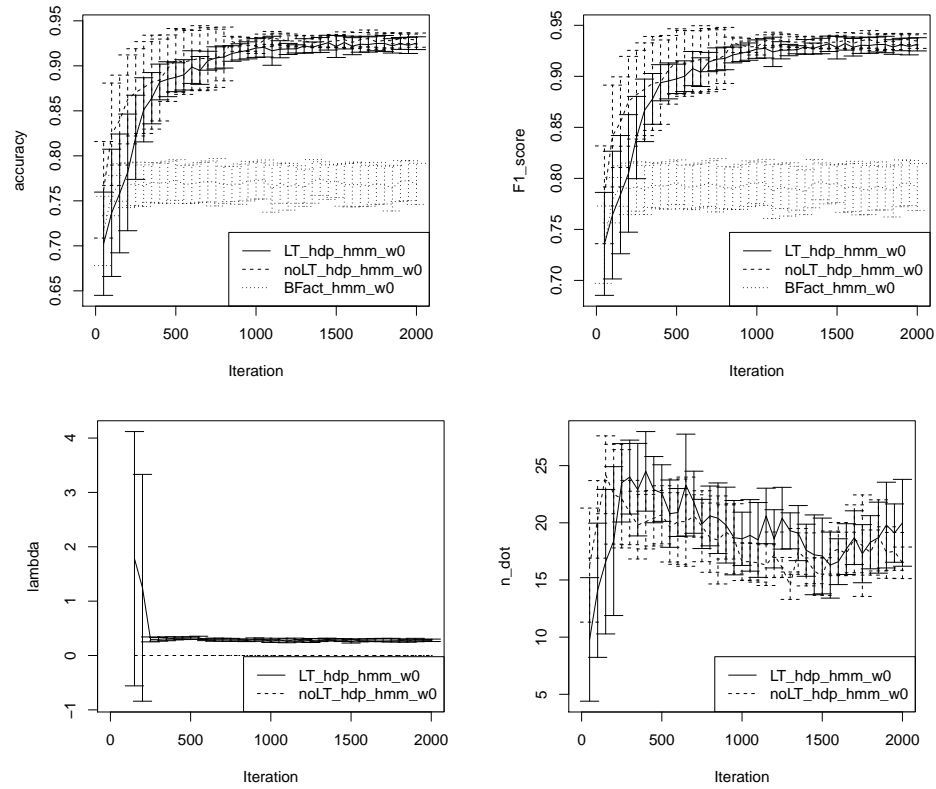 accuracy
0.65 0.70 0.75 0.80 0.85 0.90 0.95
LT_hdp_hmm_w0
noLT_hdp_hmm_w0
BFact_hmm_w0
0 500 1000 1500 2000
Iteration
F1_score
0.70 0.75 0.80 0.85 0.90 0.95
LT_hdp_hmm_w0
noLT_hdp_hmm_w0
BFact_hmm_w0
0 500 1000 1500 2000
Iteration
lambda
-1 0 1 2 3 4
LT_hdp_hmm_w0
noLT_hdp_hmm_w0
0 500 1000 1500 2000
Iteration
n_dot
5 10 15 20 25
LT_hdp_hmm_w0
noLT_hdp_hmm_w0
0 500 1000 1500 2000
Iteration